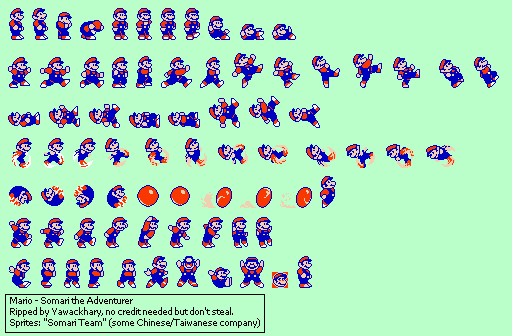 Mario - Somari the Adventurer
Ripped by Yawackhary, no credit needed but don't steal.
Sprites: "Somari Team" (some Chinese/Taiwanese company)